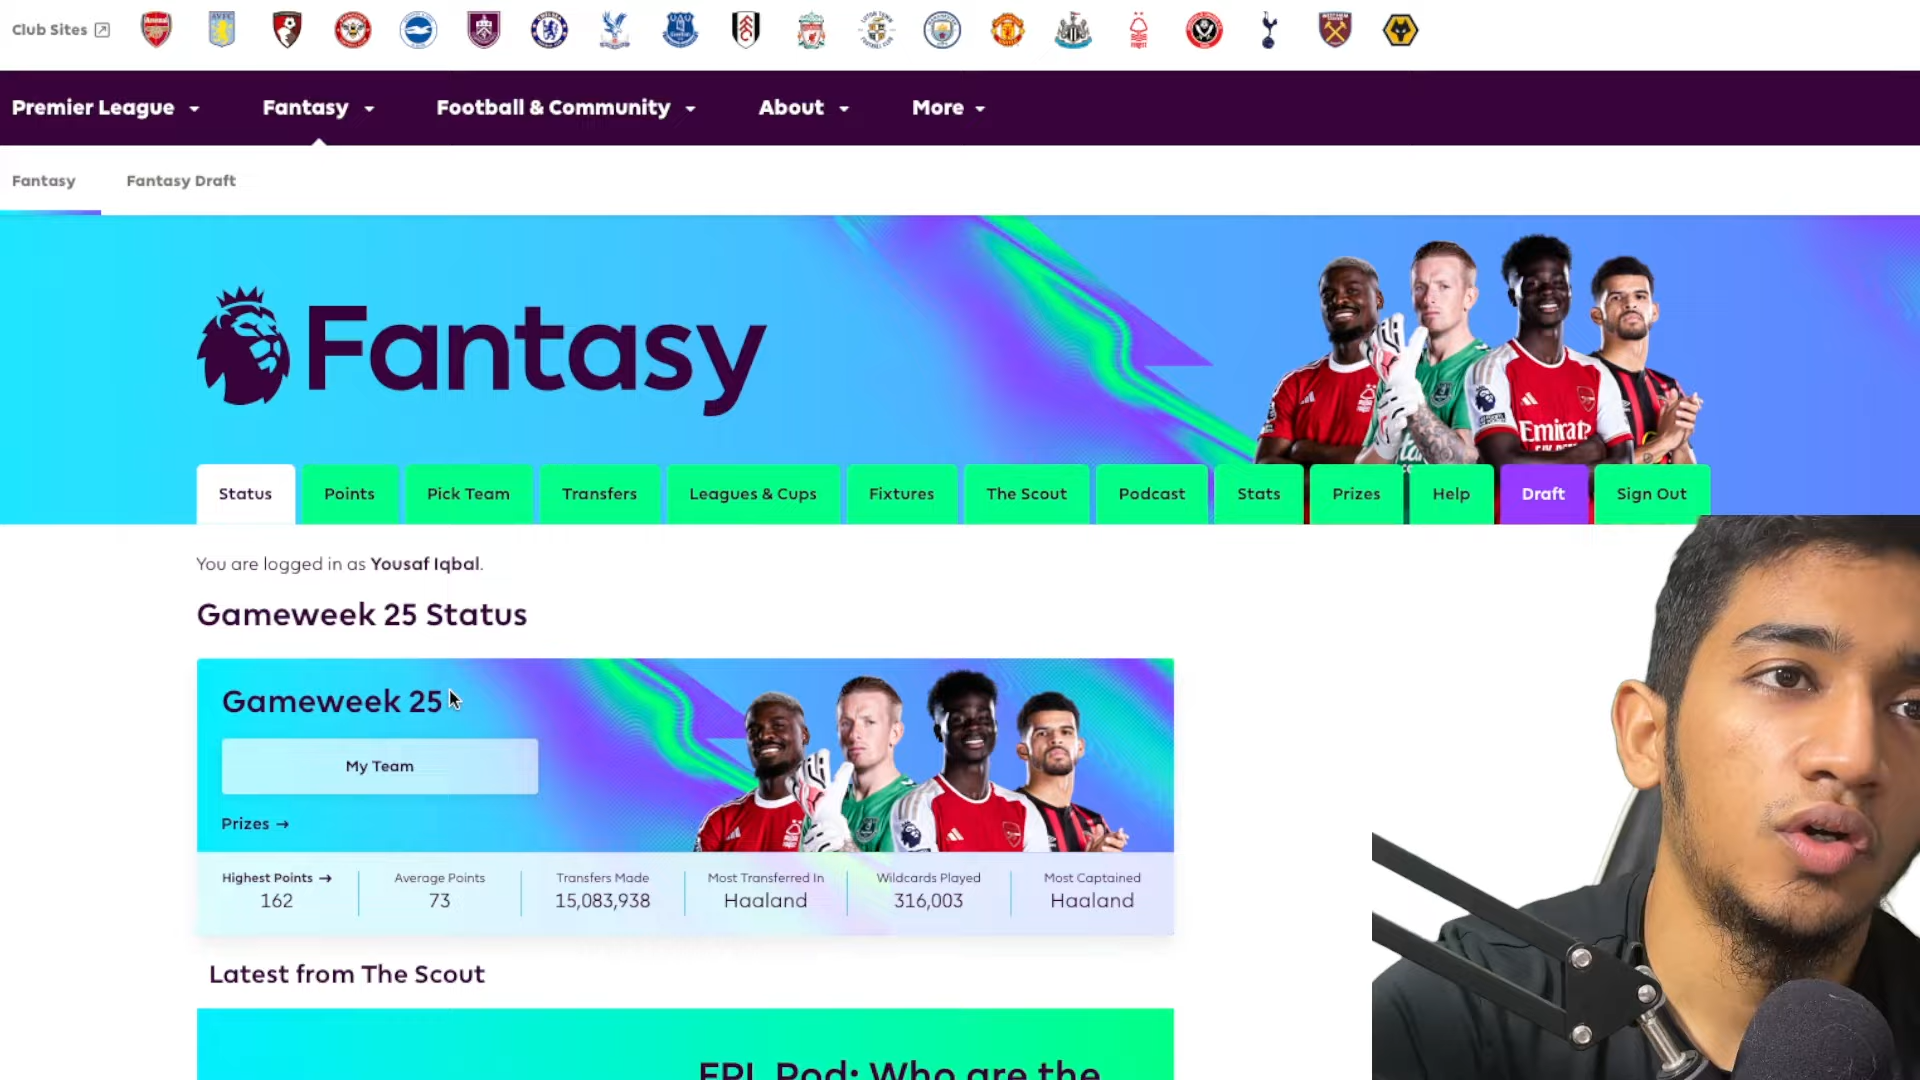 Club Sites
Premier League
Fantasy
Football & Community
About
More
Fantasy
Fantasy Draft
Fantasy
Status
Points
Pick Team
Transfers
Leagues & Cups
Fixtures
The Scout
Podcast
Stats
Prizes
Help
Draft
Sign Out
You are logged in as Yousaf Iqbal.
Gameweek 25 Status
Gameweek 25
My Team
Prizes →
Highest Points →
162
Average Points
73
Transfers Made
15,083,938
Most Transferred In
Haaland
Wildcards Played
316,003
Most Captained
Haaland
Latest from The Scout
FPL Pod: Who are the